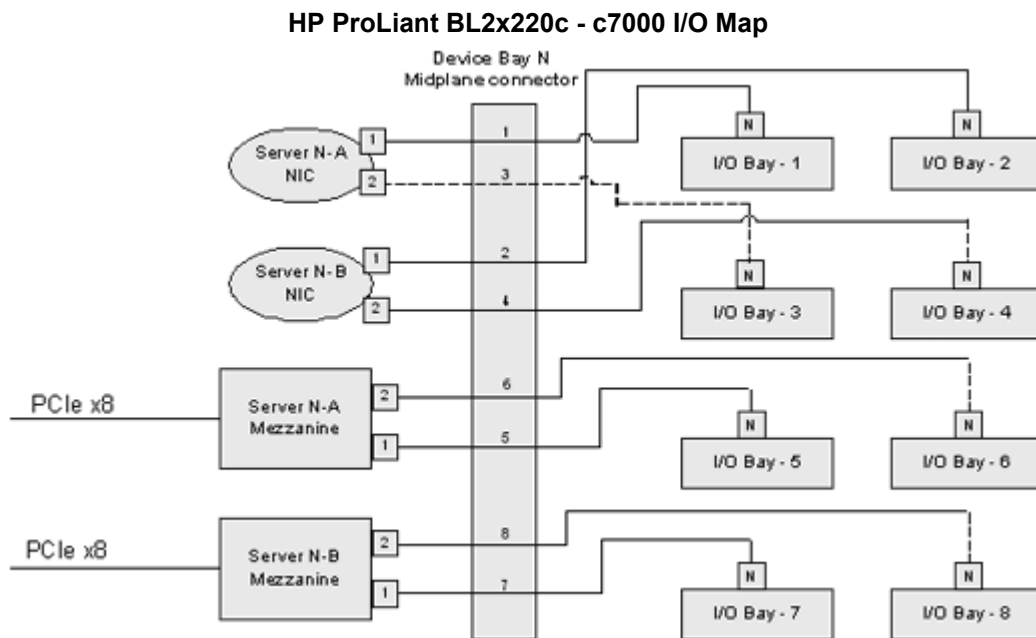 HP ProLiant BL2x220c - c7000 I/O Map
Device Bay N
Midplane connector
1
Server N-A
NIC
2
1
3
N
I/O Bay - 1
N
I/O Bay - 2
1
Server N-B
NIC
2
2
4
N
I/O Bay - 3
N
I/O Bay - 4
PCIe x8
Server N-A
Mezzanine
2
1
6
5
N
I/O Bay - 5
N
I/O Bay - 6
PCIe x8
Server N-B
Mezzanine
2
1
8
7
N
I/O Bay - 7
N
I/O Bay - 8